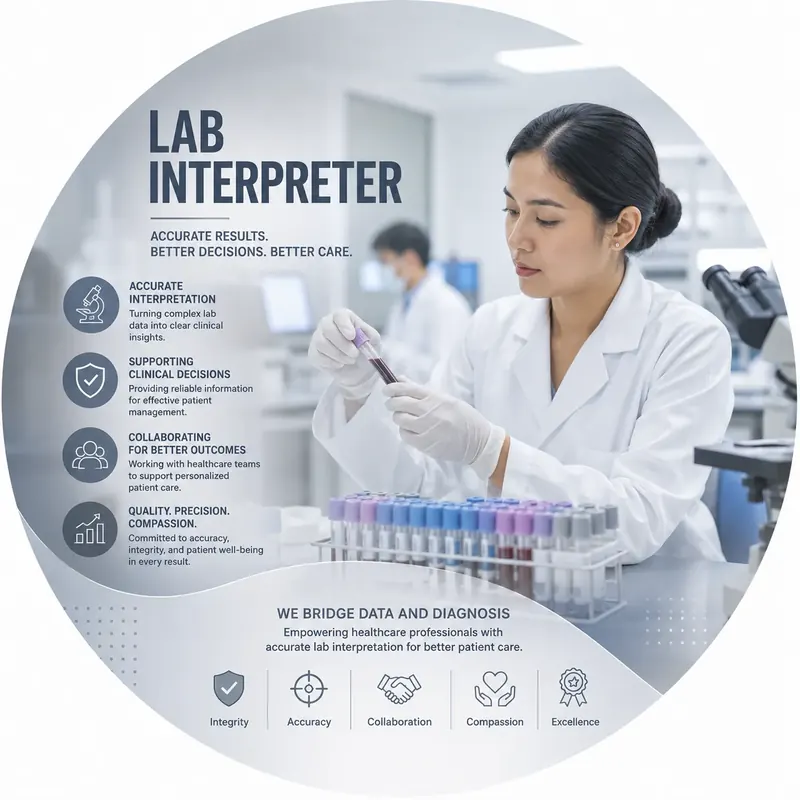 LAB
INTERPRETER
ACCURATE RESULTS.
BETTER DECISIONS. BETTER CARE.
ACCURATE
INTERPRETATION
Turning complex lab
data into clear clinical
insights.
SUPPORTING
CLINICAL DECISIONS
Providing reliable information
for effective patient
management.
COLLABORATING
FOR BETTER OUTCOMES
Working with healthcare teams
to support personalized
patient care.
QUALITY. PRECISION.
COMPASSION.
Committed to accuracy,
integrity, and patient well-being
in every result.
WE BRIDGE DATA AND DIAGNOSIS
Empowering healthcare professionals with
accurate lab interpretation for better patient care.
Integrity
Accuracy
Collaboration
Compassion
Excellence